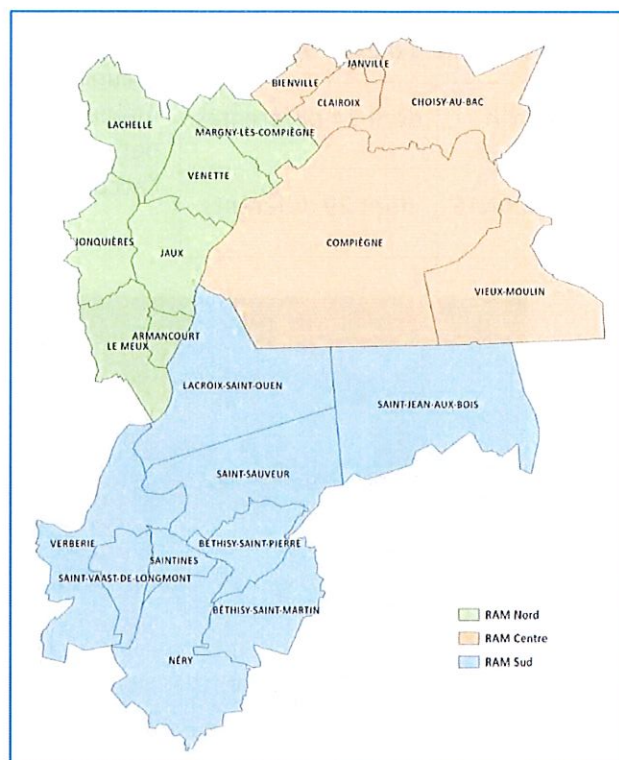 JANVILLE
BIENVILLE
CLAIROIX
CHOISY-AU-BAC
LACHELLE
MARGNY-LÈS-COMPIÈGNE
VENETTE
JONQUIÈRES
JAUX
COMPIÈGNE
VIEUX-MOULIN
ARMANCOURT
LE MEUX
LACROIX-SAINT-OUEN
SAINT-JEAN-AUX-BOIS
SAINT-SAUVEUR
VERBERIE
BÉTHISY-SAINT-PIERRE
SAINTINES
SAINT-VAAST-DE-LONGMONT
BÉTHISY-SAINT-MARTIN
NÉRY
RAM Nord
RAM Centre
RAM Sud